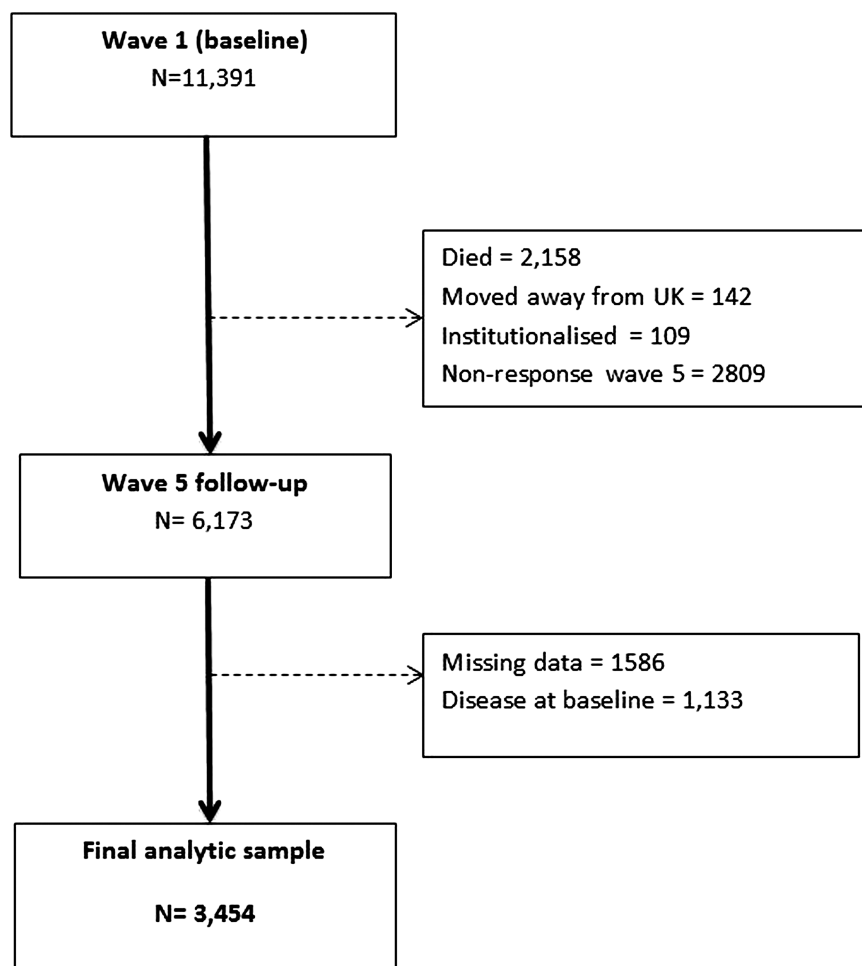 Wave 1 (baseline)
N=11,391
Died = 2,158
Moved away from UK = 142
Institutionalised = 109
Non-response wave 5 = 2809
Wave 5 follow-up
N= 6,173
Missing data = 1586
Disease at baseline = 1,133
Final analytic sample
N= 3,454